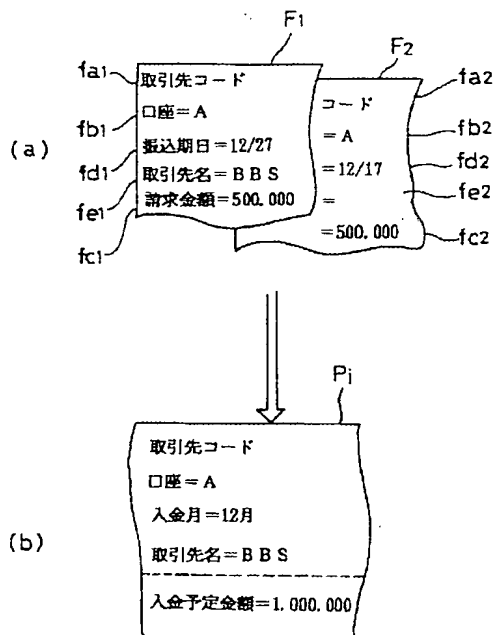 F1
F2
fa1
取引先コード
fa2
コード
fb1
口座=A
fb2
=A
(a)
fd1
振込期日=12/27
fd2
=12/17
fe1
取引先名=BBS
fe2
=
fc1
請求金額=500.000
fc2
=500.000
Pi
取引先コード
口座=A
入金月=12月
(b)
取引先名=BBS
入金予定金額=1.000.000